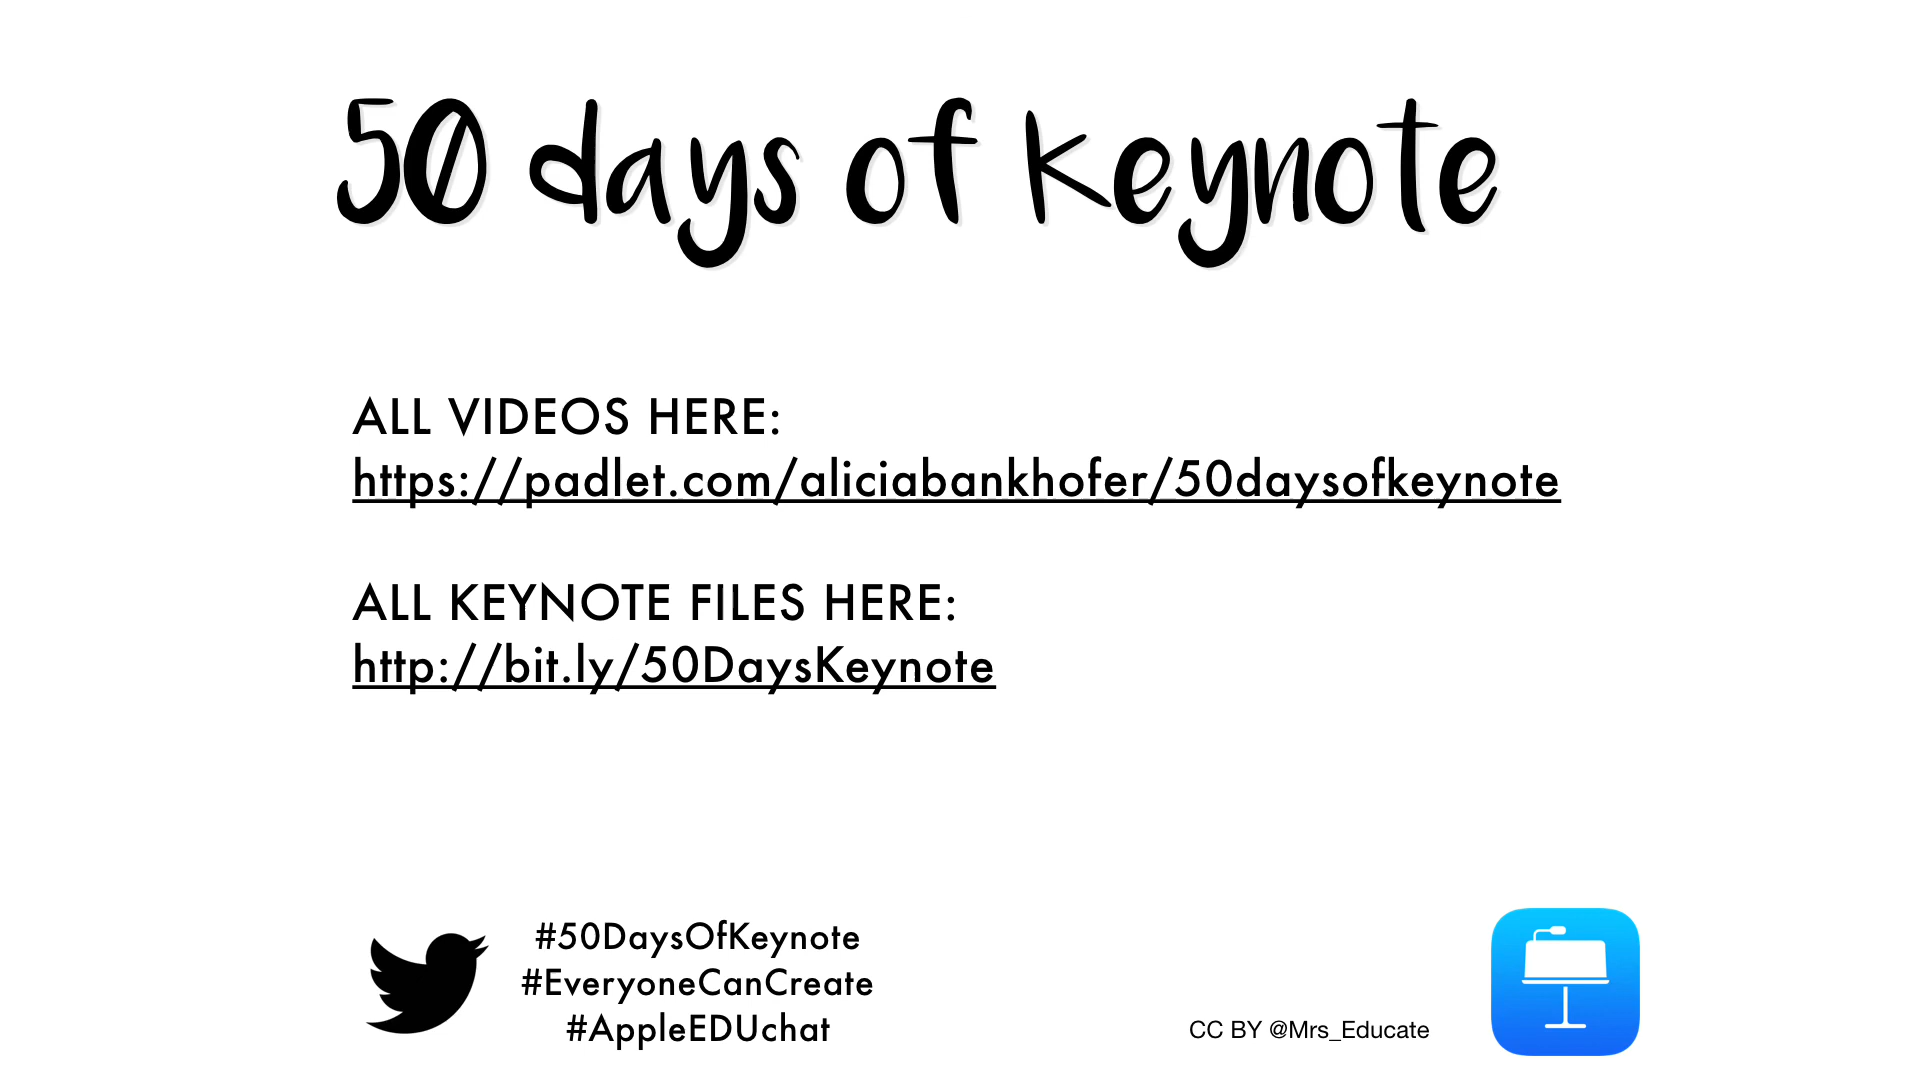 50 days of Keynote
ALL VIDEOS HERE:
https://padlet.com/aliciabankhofer/50daysofkeynote
ALL KEYNOTE FILES HERE:
http://bit.ly/50DaysKeynote
#50DaysOfKeynote
#EveryoneCanCreate
#AppleEDUchat
CC BY @Mrs_Educate